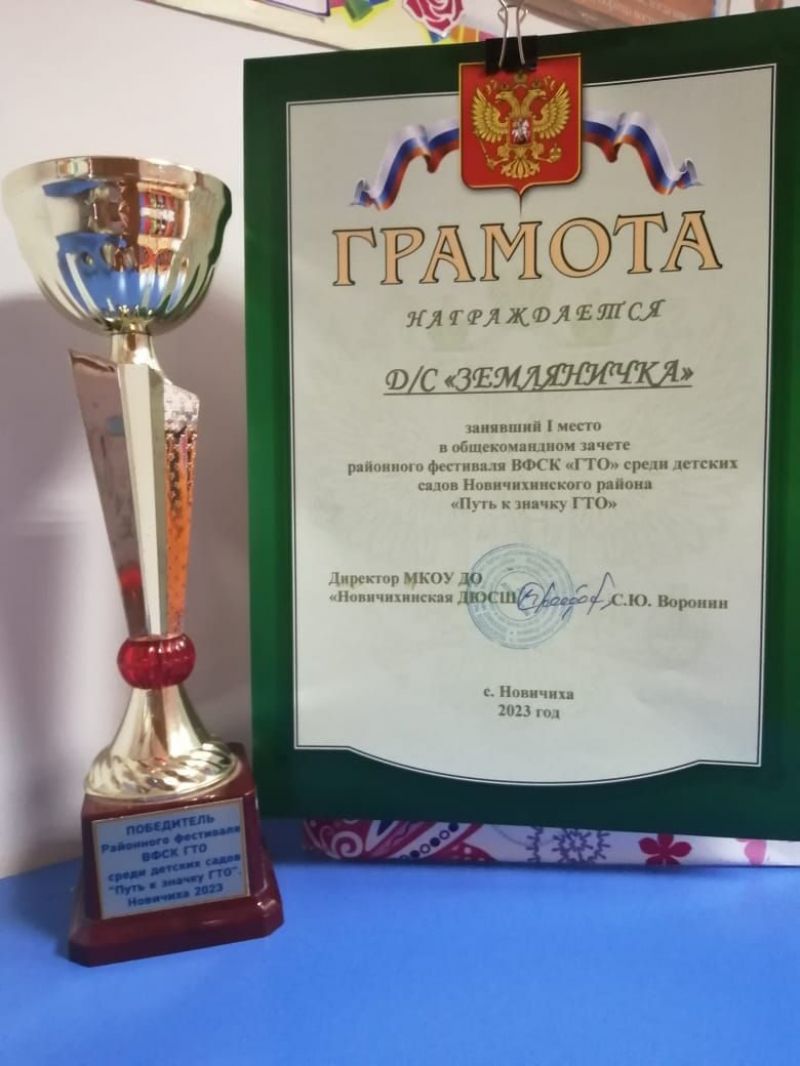 ГРАМОТА
НАГРАЖДАЕТСЯ
Д/С «ЗЕМЛЯНИЧКА»
занявший I место
в общекомандном зачете
районного фестиваля ВФСК «ГТО» среди детских
садов Новичихинского района
«Путь к значку ГТО»
Директор МКОУ ДО
«Новичихинская ДЮСШ С.Ю. Воронин
с. Новичиха
2023 год
ПОБЕДИТЕЛЬ
Районного фестиваля
ВФСК ГТО
среди детских садов
"Путь к значку ГТО".
Новичиха 2023